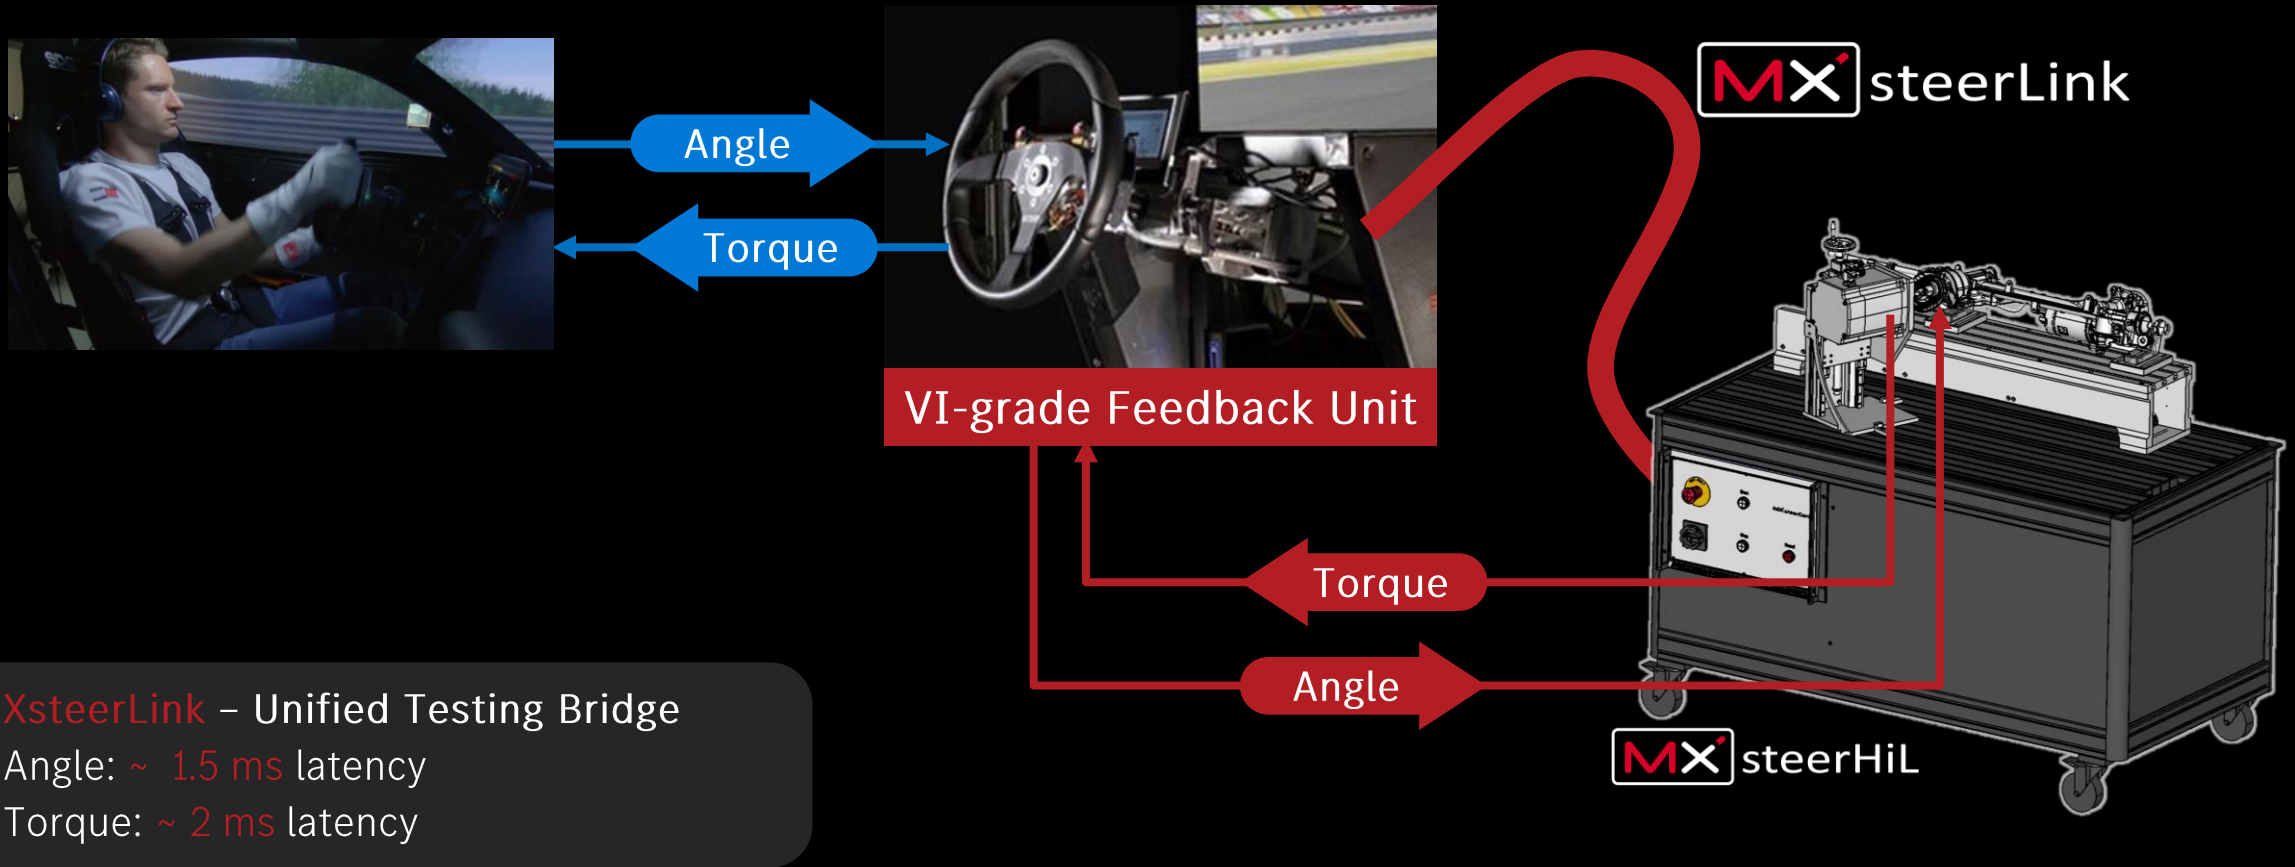 Angle
Torque
VI-grade Feedback Unit
MX steerLink
Torque
Angle
MX steerHiL
XsteerLink – Unified Testing Bridge
Angle: ~ 1.5 ms latency
Torque: ~ 2 ms latency